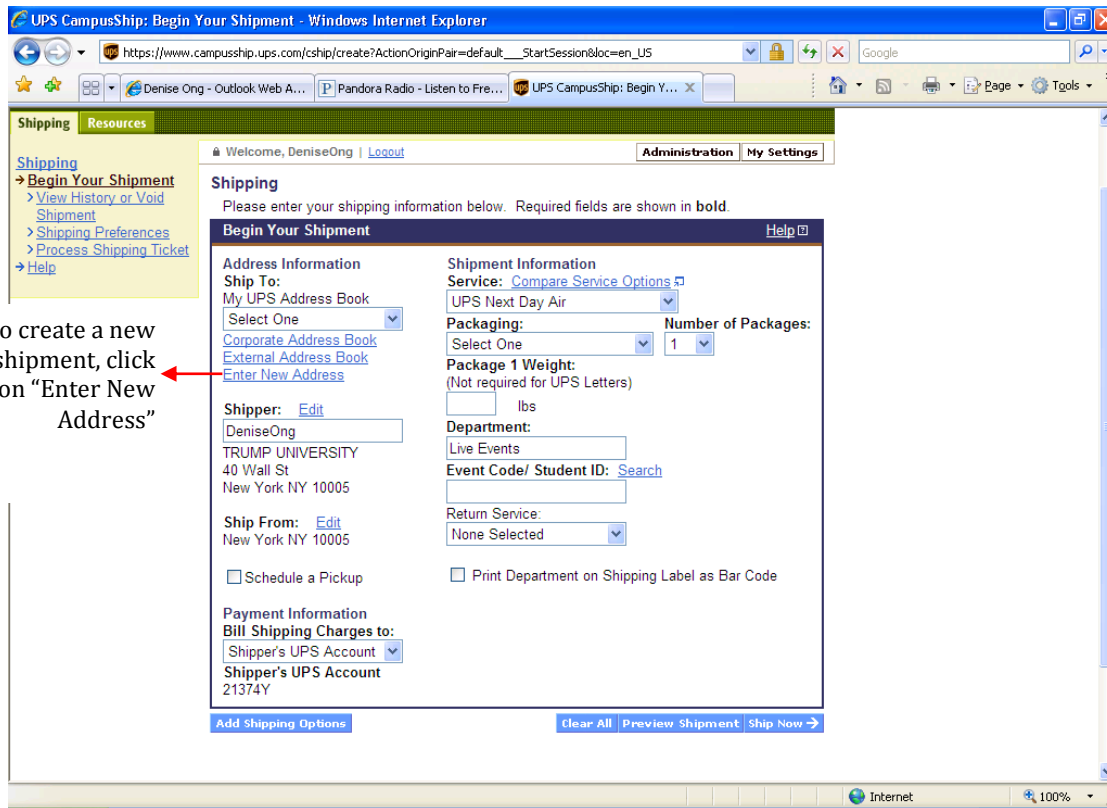 UPS CampusShip: Begin Your Shipment - Windows Internet Explorer
https://www.campusship.ups.com/cship/create?ActionOriginPair=default___StartSession&loc=en_US
Google
Denise Ong - Outlook Web A...
Pandora Radio - Listen to Fre...
UPS CampusShip: Begin Y...
Page
Tools
Shipping
Resources
Welcome, DeniseOng | Logout
Administration
My Settings
Shipping
Begin Your Shipment
View History or Void
Shipment
Shipping Preferences
Process Shipping Ticket
Help
o create a new
shipment, click
on “Enter New
Address”
Shipping
Please enter your shipping information below. Required fields are shown in bold.
Begin Your Shipment
Help
Address Information
Ship To:
My UPS Address Book
Select One
Corporate Address Book
External Address Book
Enter New Address
Shipper: Edit
DeniseOng
TRUMP UNIVERSITY
40 Wall St
New York NY 10005
Ship From: Edit
New York NY 10005
Schedule a Pickup
Payment Information
Bill Shipping Charges to:
Shipper's UPS Account
Shipper's UPS Account
21374Y
Shipment Information
Service: Compare Service Options
UPS Next Day Air
Packaging:
Number of Packages:
Select One
1
Package 1 Weight:
(Not required for UPS Letters)
lbs
Department:
Live Events
Event Code/ Student ID: Search
Return Service:
None Selected
Print Department on Shipping Label as Bar Code
Add Shipping Options
Clear All
Preview Shipment
Ship Now
Internet
100%